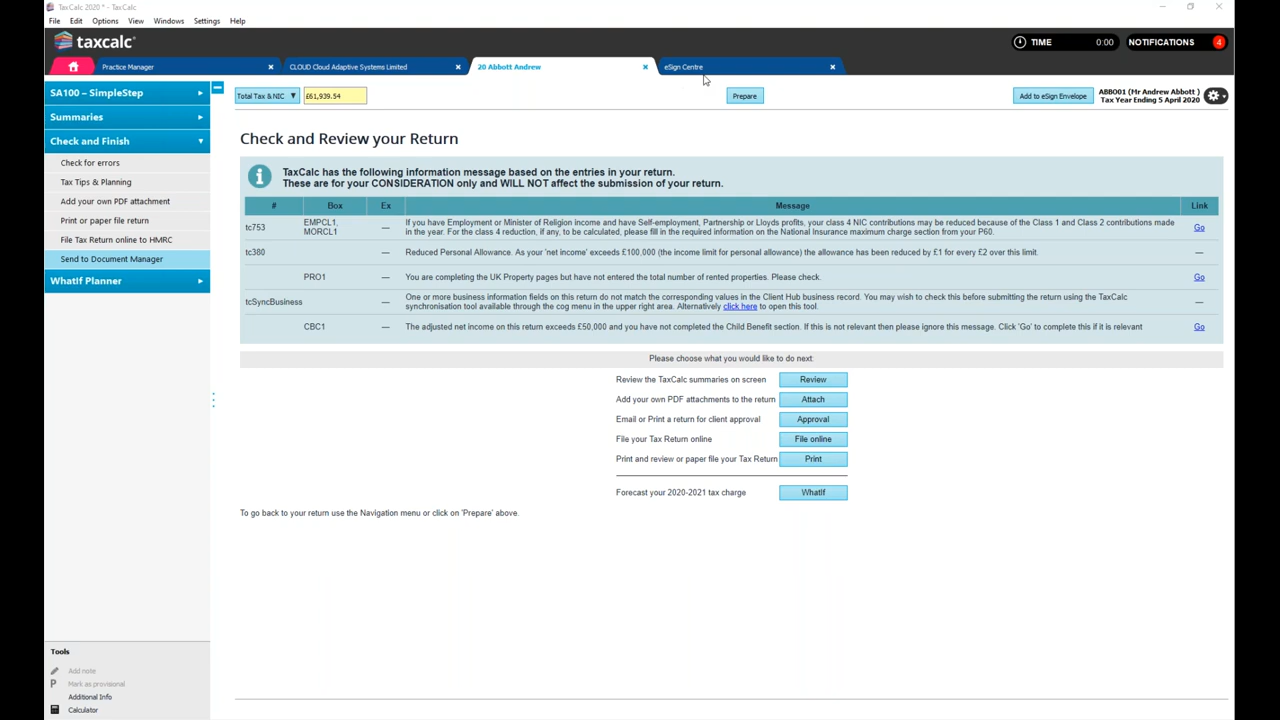 TaxCalc 2020 * - TaxCalc
File Edit Options View Windows Settings Help
taxcalc
TIME 0:00 NOTIFICATIONS 4
Practice Manager CLOUD Cloud Adaptive Systems Limited 20 Abbott Andrew eSign Centre
SA100 – SimpleStep
Summaries
Check and Finish
Check for errors
Tax Tips & Planning
Add your own PDF attachment
Print or paper file return
File Tax Return online to HMRC
Send to Document Manager
WhatIf Planner
Tools
Add note
P Mark as provisional
Additional Info
Calculator
Total Tax & NIC £61,939.54 Prepare Add to eSign Envelope
ABBO01 (Mr Andrew Abbott )
Tax Year Ending 5 April 2020
Check and Review your Return
TaxCalc has the following information message based on the entries in your return.
These are for your CONSIDERATION only and WILL NOT affect the submission of your return.
# Box Ex Message Link
tc753 EMPCL1, MORCL1 — If you have Employment or Minister of Religion income and have Self-employment, Partnership or Lloyds profits, your class 4 NIC contributions may be reduced because of the Class 1 and Class 2 contributions made
in the year. For the class 4 reduction, if any, to be calculated, please fill in the required information on the National Insurance maximum charge section from your P60. Go
tc380 — Reduced Personal Allowance. As your 'net income' exceeds £100,000 (the income limit for personal allowance) the allowance has been reduced by £1 for every £2 over this limit. —
PRO1 — You are completing the UK Property pages but have not entered the total number of rented properties. Please check. Go
tcSyncBusiness — One or more business information fields on this return do not match the corresponding values in the Client Hub business record. You may wish to check this before submitting the return using the TaxCalc
synchronisation tool available through the cog menu in the upper right area. Alternatively click here to open this tool. —
CBC1 — The adjusted net income on this return exceeds £50,000 and you have not completed the Child Benefit section. If this is not relevant then please ignore this message. Click 'Go' to complete this if it is relevant Go
Please choose what you would like to do next:
Review the TaxCalc summaries on screen Review
Add your own PDF attachments to the return Attach
Email or Print a return for client approval Approval
File your Tax Return online File online
Print and review or paper file your Tax Return Print
Forecast your 2020-2021 tax charge WhatIf
To go back to your return use the Navigation menu or click on 'Prepare' above.